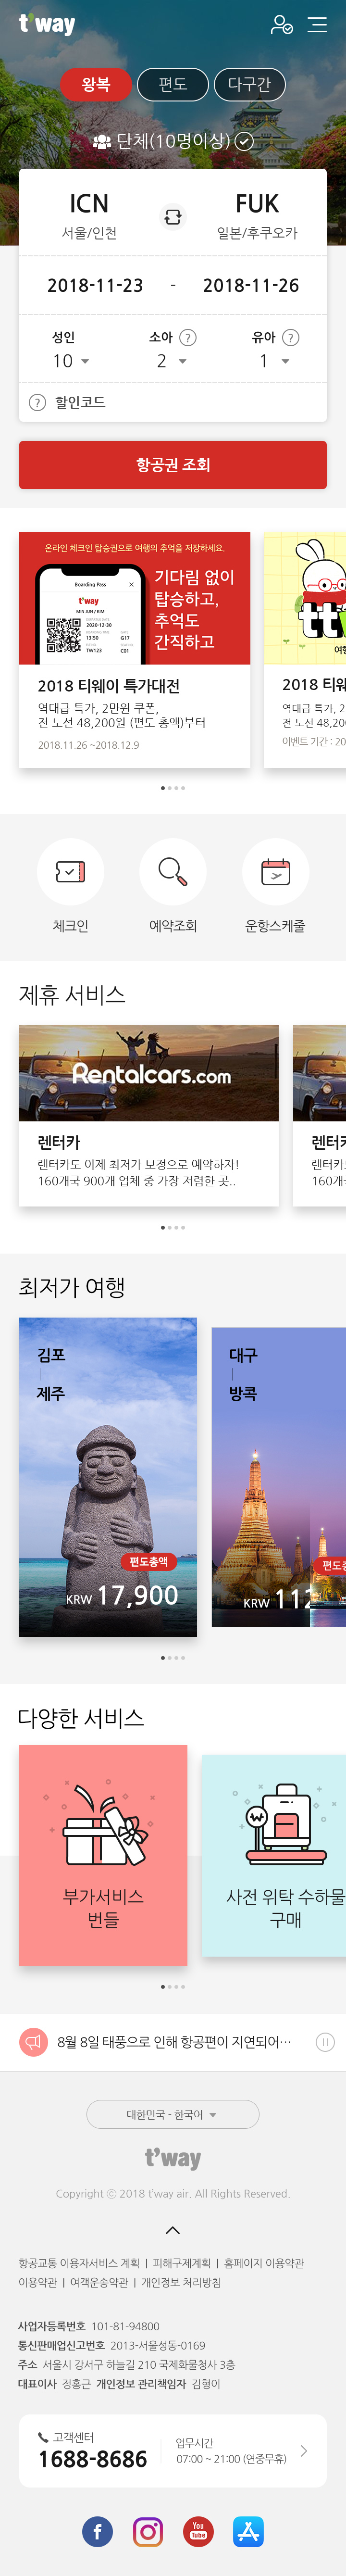 t'way
왕복 편도 다구간
단체(10명이상)
ICN FUK
서울/인천 일본/후쿠오카
2018-11-23 - 2018-11-26
성인 소아 ? 유아 ?
10 2 1
? 할인코드
항공권 조회
온라인 체크인 탑승권으로 여행의 추억을 저장하세요.
Boarding Pass
t'way
MIN JUN / KIM
2020-12-30
13:50 G17
TW123 C01
기다림 없이
탑승하고,
추억도
간직하고
2018 티웨이 특가대전
역대급 특가, 2만원 쿠폰,
전 노선 48,200원 (편도 총액)부터
2018.11.26 ~2018.12.9
여행
2018 티웨
역대급 특가, 2
전 노선 48,20
이벤트 기간 : 20
체크인 예약조회 운항스케줄
제휴 서비스
Rentalcars.com
렌터카
렌터카도 이제 최저가 보정으로 예약하자!
160개국 900개 업체 중 가장 저렴한 곳..
렌터카
렌터카도
160개국
최저가 여행
김포
제주
편도총액
KRW 17,900
대구
방콕
편도총
KRW 112
다양한 서비스
부가서비스
번들
사전 위탁 수하물
구매
8월 8일 태풍으로 인해 항공편이 지연되어…
대한민국 - 한국어
t'way
Copyright ⓒ 2018 t'way air. All Rights Reserved.
항공교통 이용자서비스 계획 | 피해구제계획 | 홈페이지 이용약관
이용약관 | 여객운송약관 | 개인정보 처리방침
사업자등록번호 101-81-94800
통신판매업신고번호 2013-서울성동-0169
주소 서울시 강서구 하늘길 210 국제화물청사 3층
대표이사 정홍근 개인정보 관리책임자 김형이
고객센터
1688-8686
업무시간
07:00 ~ 21:00 (연중무휴)
f You Tube